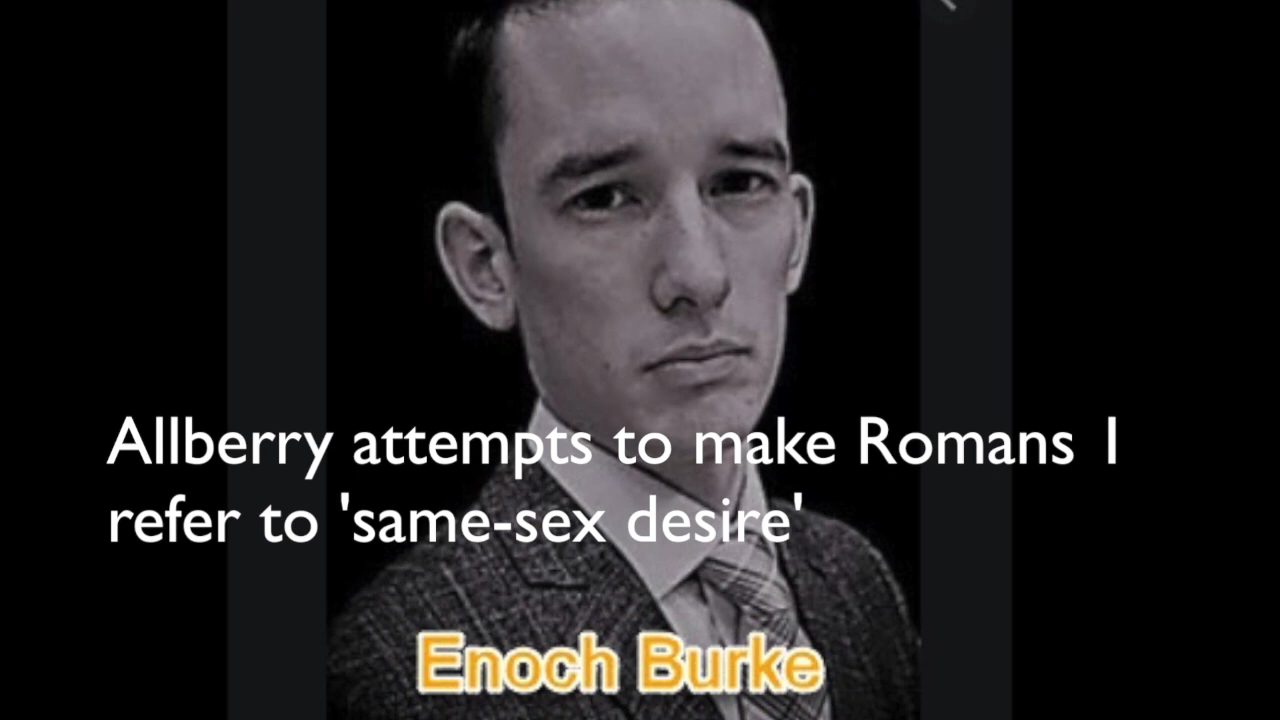 Allberry attempts to make Romans 1
refer to 'same-sex desire'
Enoch Burke